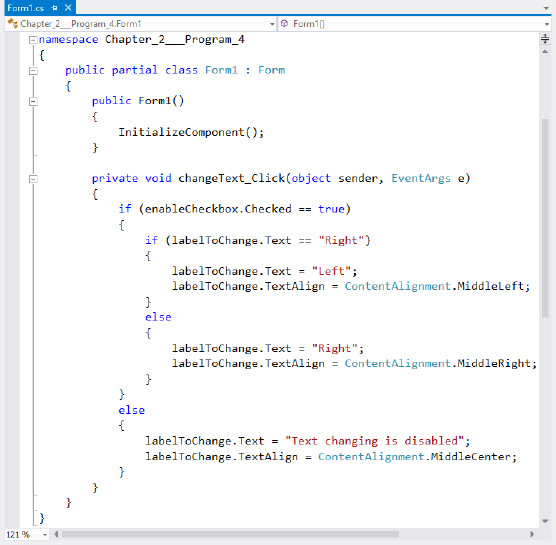 Form1.cs
Chapter_2___Program_4.Form1
Form1()
namespace Chapter_2___Program_4
{
    public partial class Form1 : Form
    {
        public Form1()
        {
            InitializeComponent();
        }

        private void changeText_Click(object sender, EventArgs e)
        {
            if (enableCheckbox.Checked == true)
            {
                if (labelToChange.Text == "Right")
                {
                    labelToChange.Text = "Left";
                    labelToChange.TextAlign = ContentAlignment.MiddleLeft;
                }
                else
                {
                    labelToChange.Text = "Right";
                    labelToChange.TextAlign = ContentAlignment.MiddleRight;
                }
            }
            else
            {
                labelToChange.Text = "Text changing is disabled";
                labelToChange.TextAlign = ContentAlignment.MiddleCenter;
            }
        }
    }
}
121 %